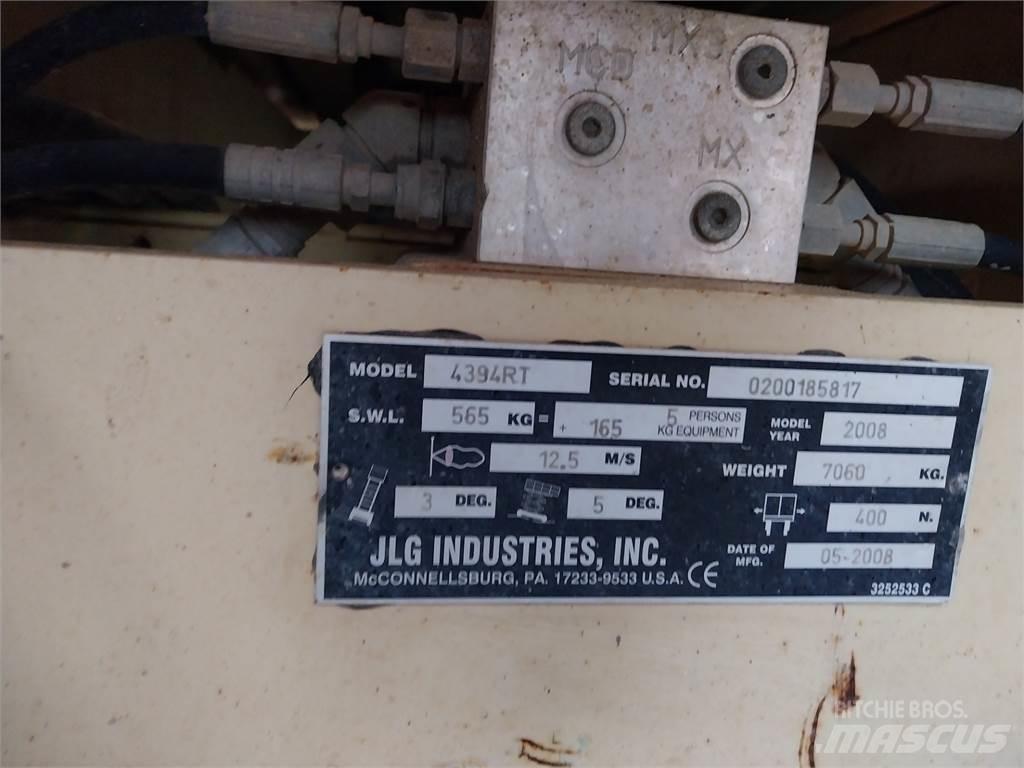 MCD
MXS
MX
MODEL 4394RT SERIAL NO. 0200185817
S.W.L. 565 KG = + 165 5 PERSONS KG EQUIPMENT
MODEL YEAR 2008
12.5 M/S
WEIGHT 7060 KG.
3 DEG. 5 DEG.
400 N.
JLG INDUSTRIES, INC.
DATE OF MFG. 05-2008
McCONNELLSBURG, PA. 17233-9533 U.S.A. CE
3252533 C
RITCHIE BROS.
MASCUS